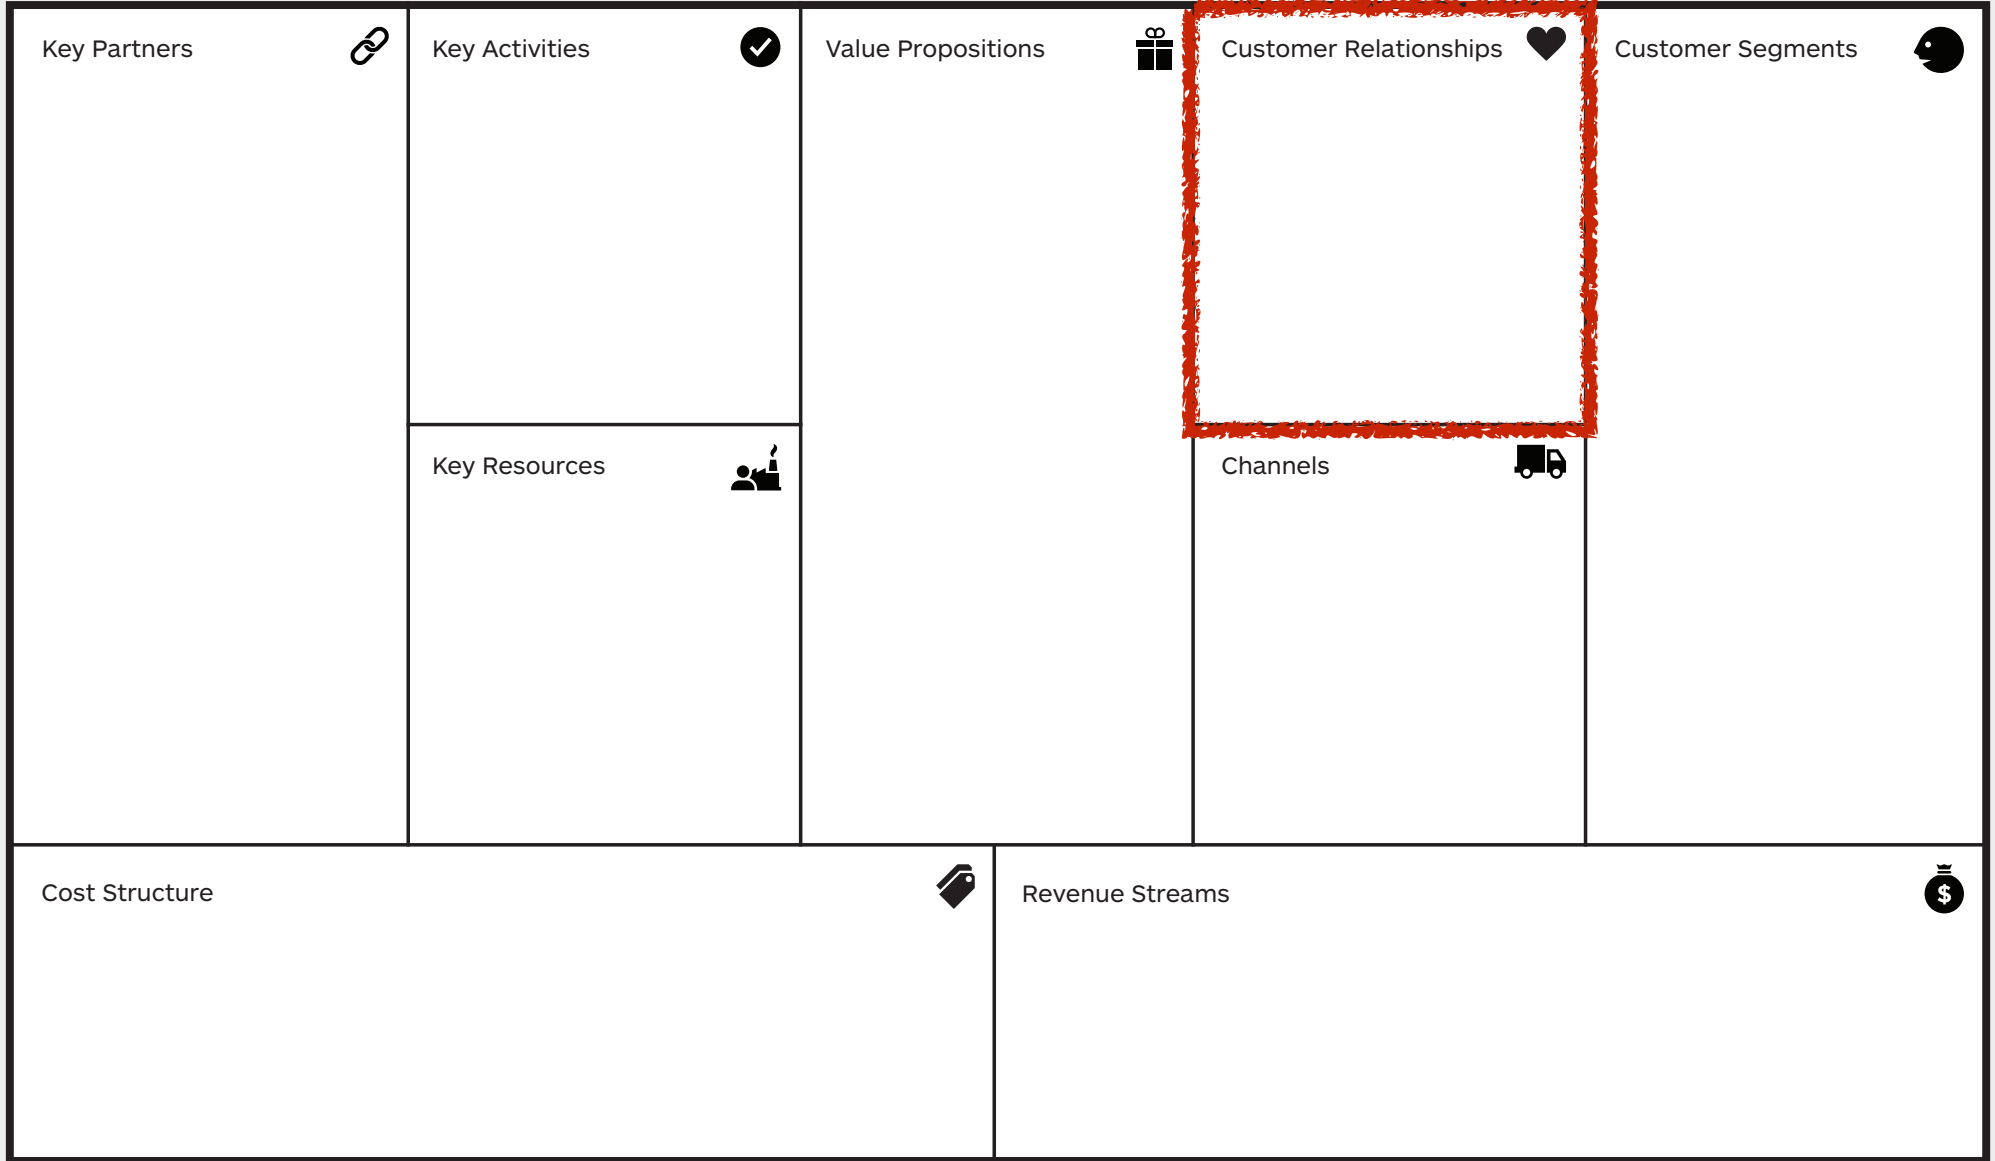 Key Partners
Key Activities
Value Propositions
Customer Relationships
Customer Segments
Key Resources
Channels
Cost Structure
Revenue Streams
$